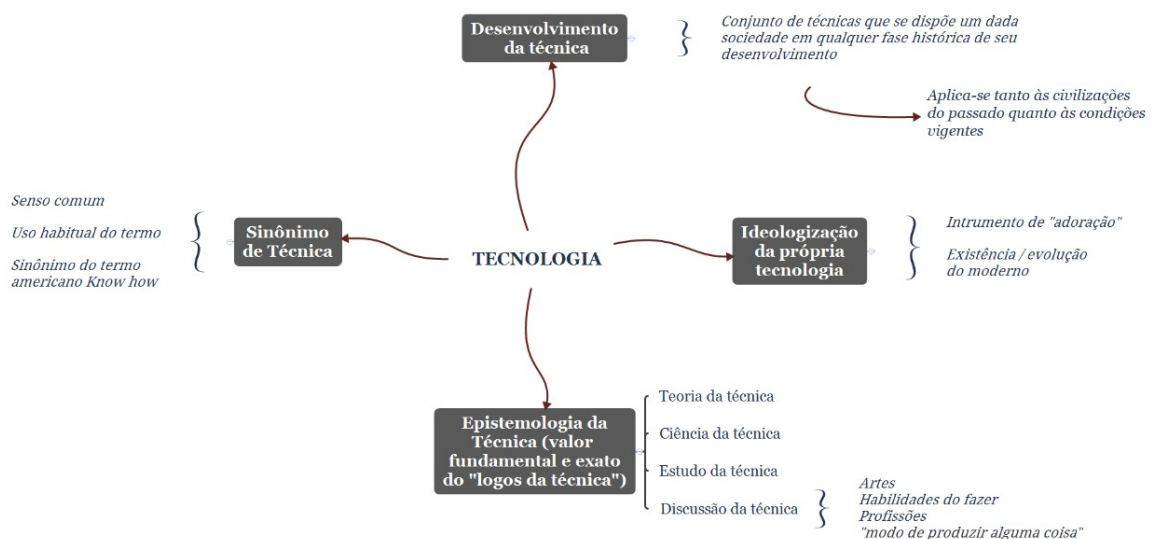 Desenvolvimento
da técnica
Conjunto de técnicas que se dispõe um dada
sociedade em qualquer fase histórica de seu
desenvolvimento
Aplica-se tanto às civilizações
do passado quanto às condições
vigentes
Senso comum
Uso habitual do termo
Sinônimo do termo
americano Know how
Sinônimo
de Técnica
TECNOLOGIA
Ideologização
da própria
tecnologia
Intrumento de "adoração"
Existência / evolução
do moderno
Epistemologia da
Técnica (valor
fundamental e exato
do "logos da técnica")
Teoria da técnica
Ciência da técnica
Estudo da técnica
Discussão da técnica
Artes
Habilidades do fazer
Profissões
"modo de produzir alguma coisa"